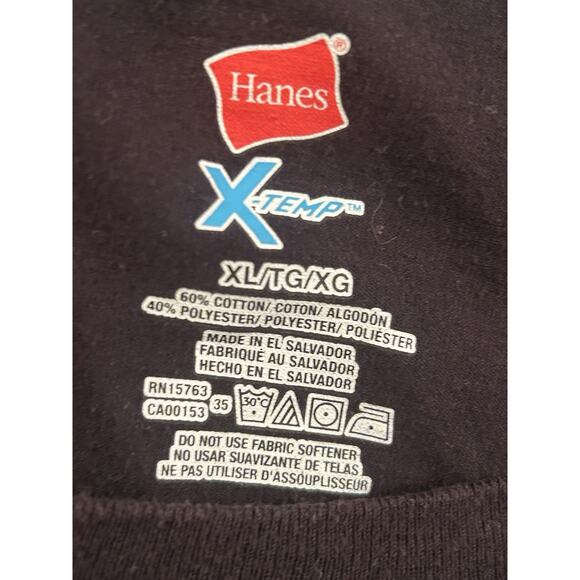 Hanes®
X-TEMP™
XL/TG/XG
60% COTTON/ COTON/ ALGODÓN
40% POLYESTER/ POLYESTER/ POLIÉSTER
MADE IN EL SALVADOR
FABRIQUÉ AU SALVADOR
HECHO EN EL SALVADOR
RN15763
CA00153 35 30°C
DO NOT USE FABRIC SOFTENER
NO USAR SUAVIZANTE DE TELAS
NE PAS UTILISER D'ASSOUPLISSEUR